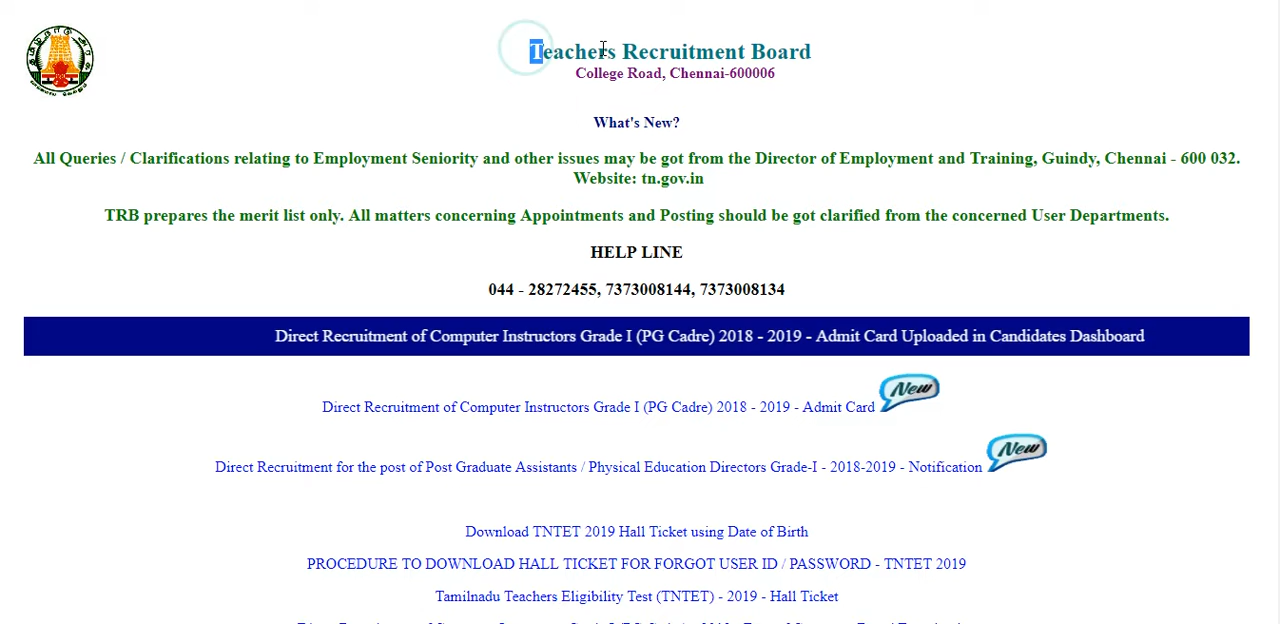 Teachers Recruitment Board
College Road, Chennai-600006
What's New?
All Queries / Clarifications relating to Employment Seniority and other issues may be got from the Director of Employment and Training, Guindy, Chennai - 600 032.
Website: tn.gov.in
TRB prepares the merit list only. All matters concerning Appointments and Posting should be got clarified from the concerned User Departments.
HELP LINE
044 - 28272455, 7373008144, 7373008134
Direct Recruitment of Computer Instructors Grade I (PG Cadre) 2018 - 2019 - Admit Card Uploaded in Candidates Dashboard
Direct Recruitment of Computer Instructors Grade I (PG Cadre) 2018 - 2019 - Admit Card New
Direct Recruitment for the post of Post Graduate Assistants / Physical Education Directors Grade-I - 2018-2019 - Notification New
Download TNTET 2019 Hall Ticket using Date of Birth
PROCEDURE TO DOWNLOAD HALL TICKET FOR FORGOT USER ID / PASSWORD - TNTET 2019
Tamilnadu Teachers Eligibility Test (TNTET) - 2019 - Hall Ticket